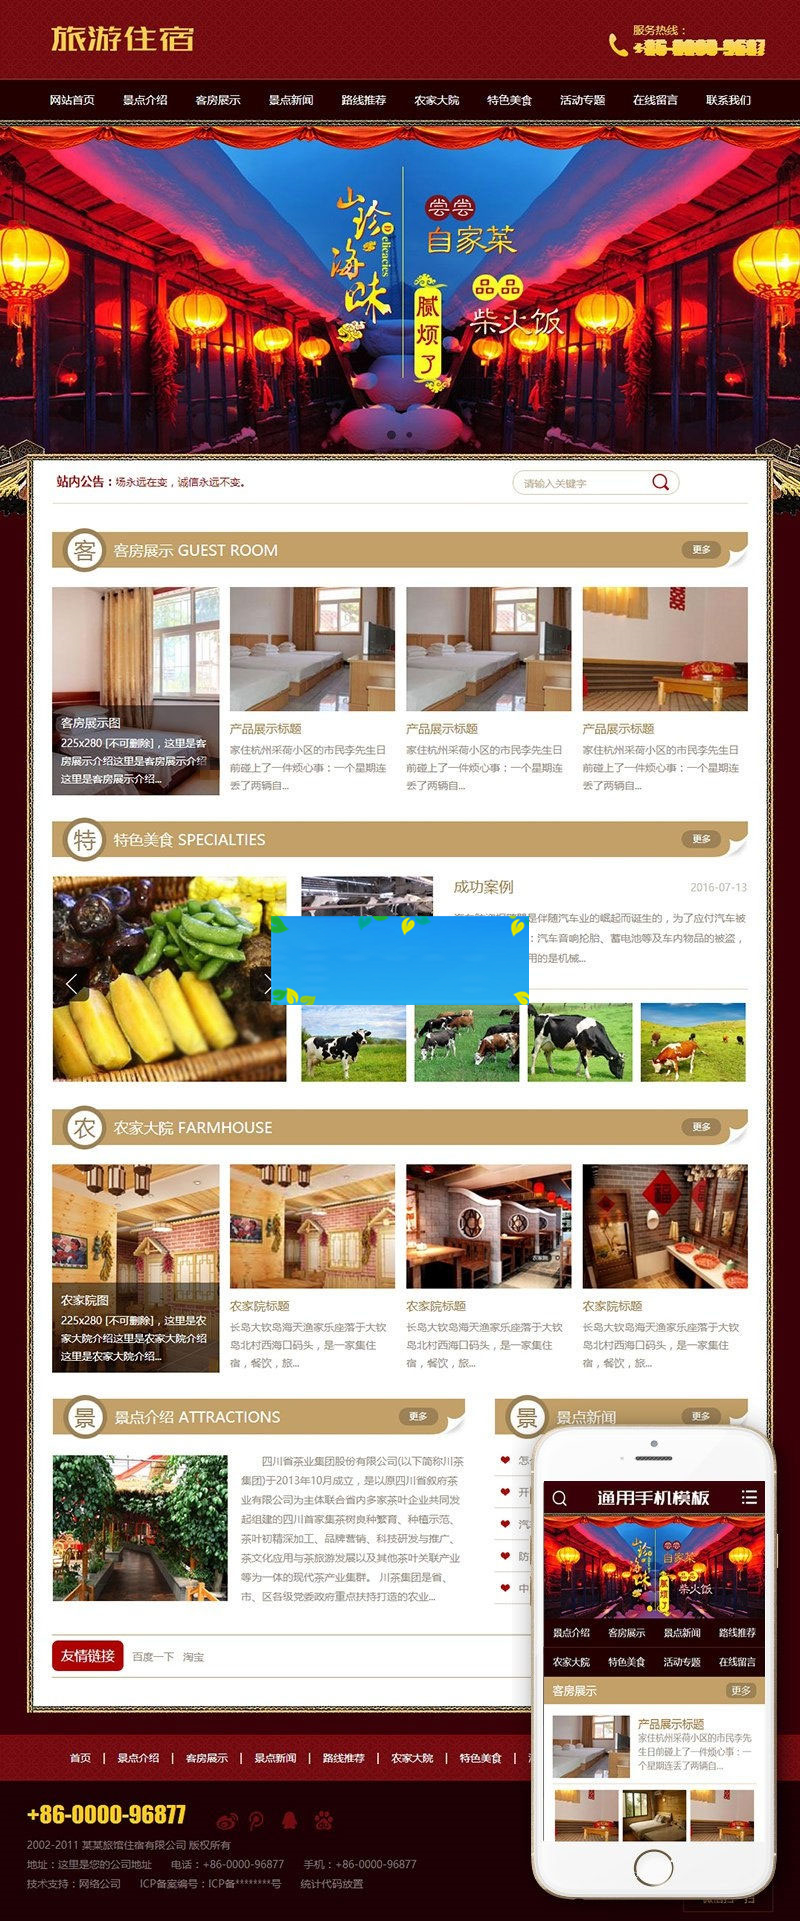 旅游住宿
服务热线：
网站首页 景点介绍 客房展示 景点新闻 路线推荐 农家大院 特色美食 活动专题 在线留言 联系我们
山珍海味
elicacies
尝尝
自家菜
品品
柴火饭
腻烦了
站内公告：场永远在变，诚信永远不变。
请输入关键字
客 客房展示 GUEST ROOM 更多
客房展示图
225x280 [不可删除]，这里是客
房展示介绍这里是客房展示介绍
这里是客房展示介绍...
产品展示标题
家住杭州采荷小区的市民李先生日
前碰上了一件烦心事：一个星期连
丢了两辆自...
产品展示标题
家住杭州采荷小区的市民李先生日
前碰上了一件烦心事：一个星期连
丢了两辆自...
产品展示标题
家住杭州采荷小区的市民李先生日
前碰上了一件烦心事：一个星期连
丢了两辆自...
特 特色美食 SPECIALTIES 更多
成功案例 2016-07-13
是伴随汽车业的崛起而诞生的，为了应付汽车被
：汽车音响抡胎、蓄电池等及车内物品的被盗，
用的是机械...
农 农家大院 FARMHOUSE 更多
农家院图
225x280 [不可删除]，这里是农
家大院介绍这里是农家大院介绍
这里是农家大院介绍...
农家院标题
长岛大钦岛海天渔家乐座落于大钦
岛北村西海口码头，是一家集住
宿，餐饮，旅...
农家院标题
长岛大钦岛海天渔家乐座落于大钦
岛北村西海口码头，是一家集住
宿，餐饮，旅...
农家院标题
长岛大钦岛海天渔家乐座落于大钦
岛北村西海口码头，是一家集住
宿，餐饮，旅...
景 景点介绍 ATTRACTIONS 更多
四川省茶业集团股份有限公司(以下简称川茶
集团)于2013年10月成立，是以原四川省叙府茶
业有限公司为主体联合省内多家茶叶企业共同发
起组建的四川首家集茶树良种繁育、种植示范、
茶叶初精深加工、品牌营销、科技研发与推广、
茶文化应用与茶旅游发展以及其他茶叶关联产业
等为一体的现代茶产业集群。 川茶集团是省、
市、区各级党委政府重点扶持打造的农业...
景 景点新闻 更多
怎
开
汽
防
中
通用手机模板
山珍海味
自家菜
柴火饭
腻烦了
景点介绍 客房展示 景点新闻 路线推荐
农家大院 特色美食 活动专题 在线留言
客房展示 更多
产品展示标题
家住杭州采荷小区的市民李先
生日前碰上了一件烦心事：一
个星期连丢了两辆自...
友情链接 百度一下 淘宝
首页 | 景点介绍 | 客房展示 | 景点新闻 | 路线推荐 | 农家大院 | 特色美食 |
+86-0000-96877
2002-2011 某某旅馆住宿有限公司 版权所有
地址：这里是您的公司地址 电话：+86-0000-96877 手机：+86-0000-96877
技术支持：网络公司 ICP备案编号：ICP备********号 统计代码放置